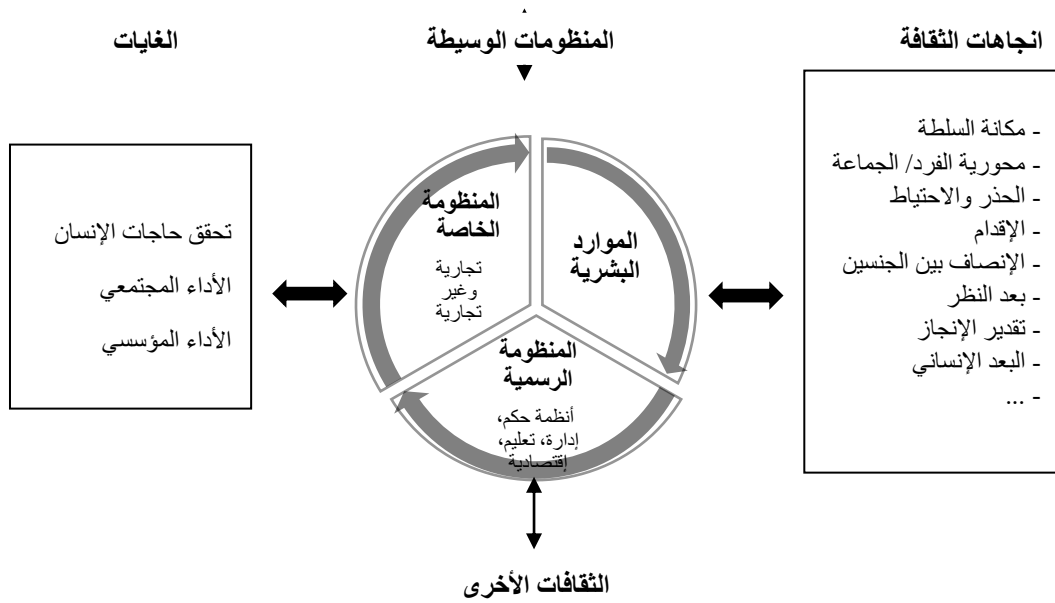 انجاهات الثقافة
المنظومات الوسيطة
الغايات
- مكانة السلطة
- محورية الفرد/ الجماعة
- الحذر والاحتياط
- الإقدام
- الإنصاف بين الجنسين
- بعد النظر
- تقدير الإنجاز
- البعد الإنساني
- ...
الموارد
البشرية
المنظومة
الخاصة
تجارية
وغير
تجارية
المنظومة
الرسمية
أنظمة حكم،
إدارة، تعليم،
إقتصادية
تحقق حاجات الإنسان
الأداء المجتمعي
الأداء المؤسسي
الثقافات الأخرى